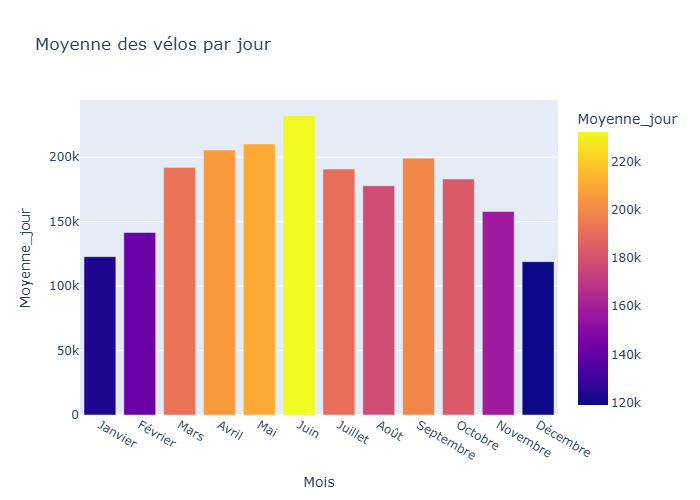 Moyenne des vélos par jour
Moyenne_jour
200k
150k
100k
50k
0
Moyenne_jour
Janvier
Février
Mars
Avril
Mai
Juin
Juillet
Août
Septembre
Octobre
Novembre
Décembre
Mois
220k
200k
180k
160k
140k
120k